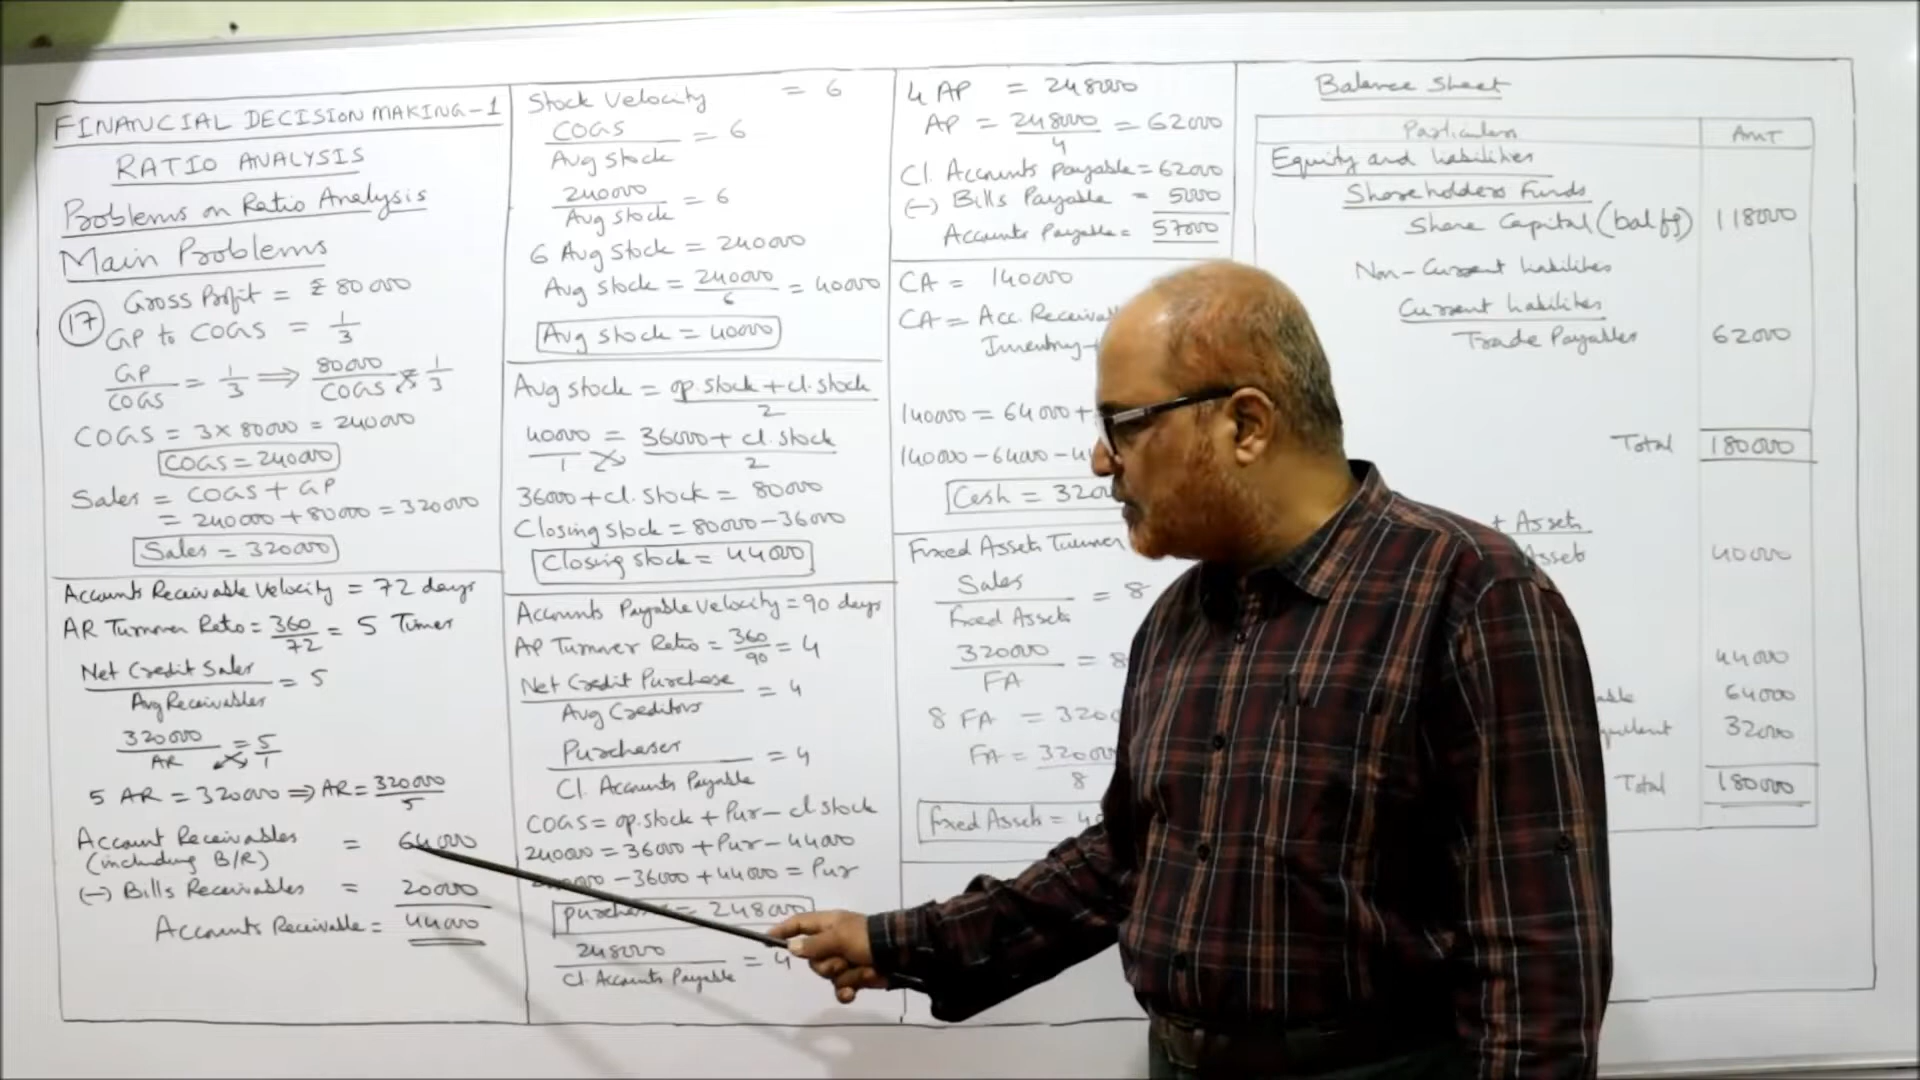 FINANCIAL DECISION MAKING-1
RATIO ANALYSIS
Problems on Ratio Analysis
Main Problems
17
Gross Profit = ₹ 80000
GP to COGS = 1/3
GP/COGS = 1/3 ⟹ 80000/COGS = 1/3
COGS = 3 x 80000 = 240000
COGS = 240000
Sales = COGS + GP
= 240000 + 80000 = 320000
Sales = 320000
Accounts Receivable Velocity = 72 days
AR Turnover Ratio = 360/72 = 5 Times
Net Credit Sales/Avg Receivables = 5
320000/AR = 5/1
5 AR = 320000 ⟹ AR = 320000/5
Account Receivables = 64000
(including B/R)
(-) Bills Receivables = 20000
Accounts Receivable = 44000
Stock Velocity = 6
COGS/Avg stock = 6
240000/Avg stock = 6
6 Avg Stock = 240000
Avg stock = 240000/6 = 40000
Avg stock = 40000
Avg stock = op. stock + cl. stock/2
40000/1 = 36000 + cl. stock/2
36000 + cl. stock = 80000
Closing stock = 80000 - 36000
Closing stock = 44000
Accounts Payable Velocity = 90 days
AP Turnover Ratio = 360/90 = 4
Net Credit Purchase/Avg Creditors = 4
Purchases/Cl. Accounts Payable = 4
COGS = op. stock + Pur - cl. stock
240000 = 36000 + Pur - 44000
- 36000 + 44000 = Pur
= 248000
248000/Cl. Accounts Payable = 4
4 AP = 248000
AP = 248000/4 = 62000
Cl. Accounts Payable = 62000
(-) Bills Payable = 5000
Accounts Payable = 57000
CA = 140000
CA = Acc. Receivab
Inventory +
140000 = 64000 +
140000 - 64000 - 4
Cash = 320
Fixed Assets Turnover
Sales/Fixed Assets = 8
320000/FA = 8
8 FA = 320
FA = 320000/8
Fixed Assets = 4
Balance Sheet
Particulars AMT
Equity and liabilities
Shareholders Funds
Share Capital (bal fg) 118000
Non-Current liabilities
Current liabilities
Trade Payables 62000
Total 180000
Assets
Asset 40000
44000
64000
32000
Total 180000